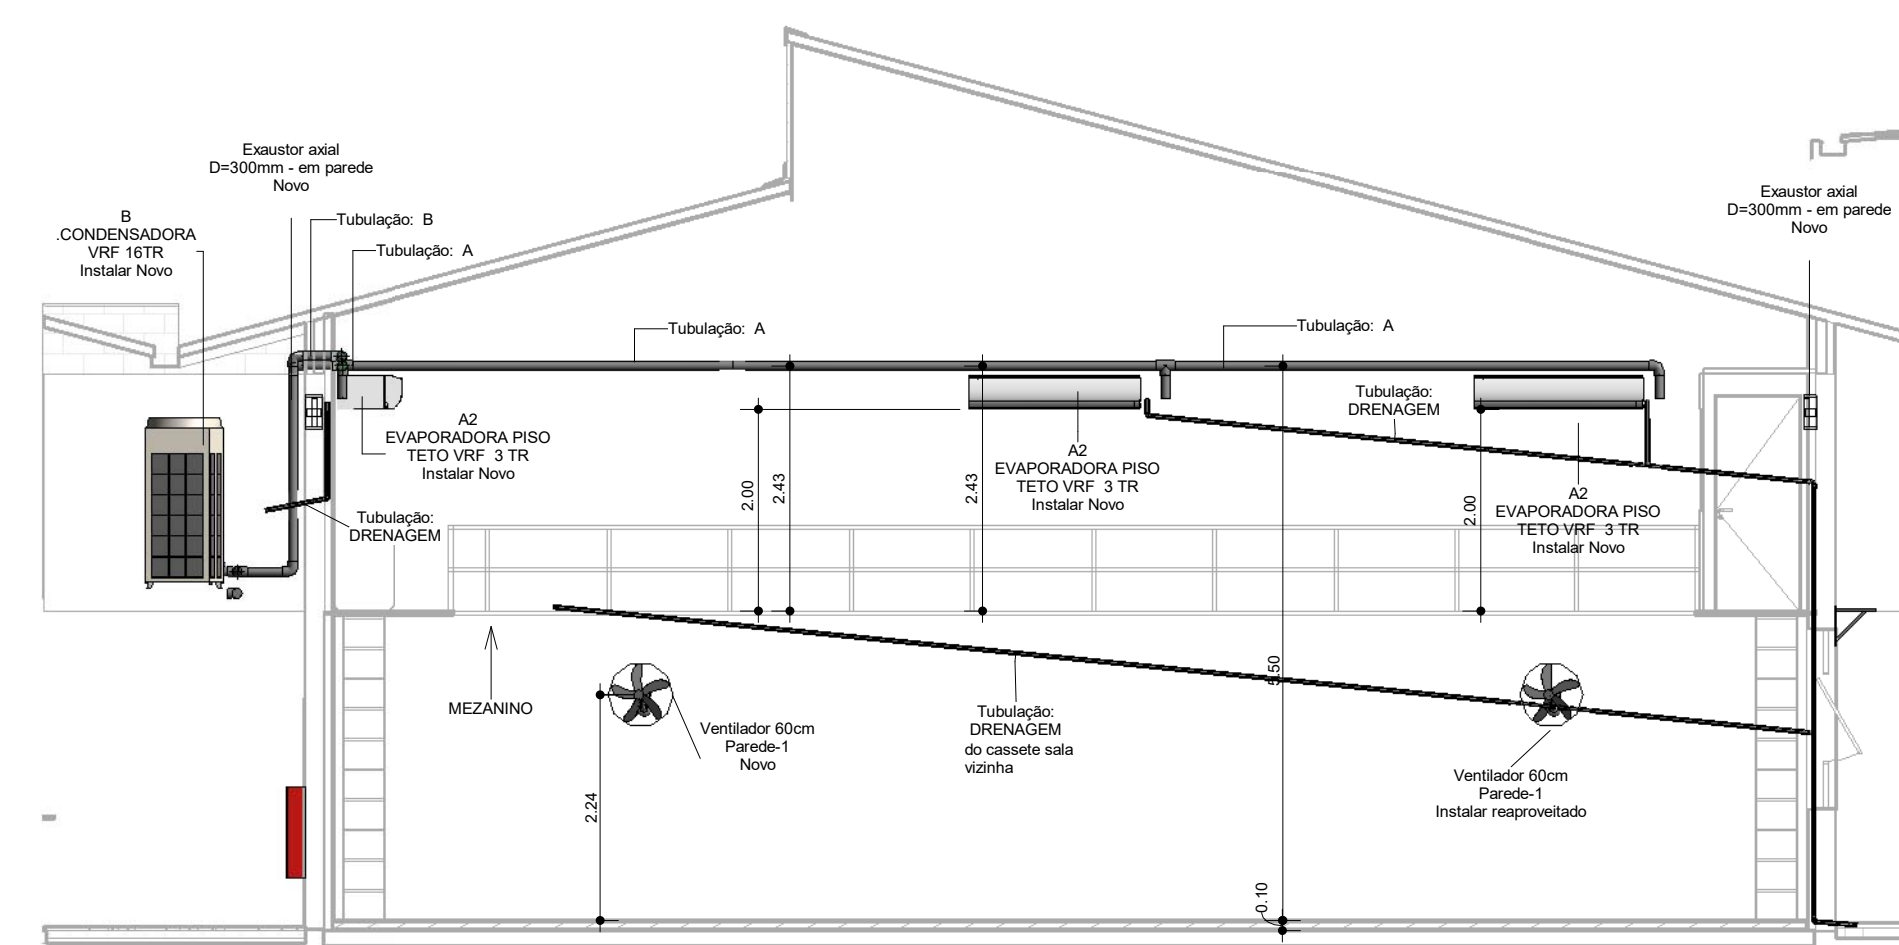 Exaustor axial
D=300mm - em parede
Novo
B
.CONDENSADORA
VRF 16TR
Instalar Novo
Tubulação: B
Tubulação: A
Exaustor axial
D=300mm - em parede
Novo
Tubulação: A
Tubulação: A
Tubulação:
DRENAGEM
A2
EVAPORADORA PISO
TETO VRF 3 TR
Instalar Novo
A2
EVAPORADORA PISO
TETO VRF 3 TR
Instalar Novo
A2
EVAPORADORA PISO
TETO VRF 3 TR
Instalar Novo
2.00
2.43
2.43
2.00
Tubulação:
DRENAGEM
MEZANINO
5.50
Ventilador 60cm
Parede-1
Novo
Tubulação:
DRENAGEM
do cassete sala
vizinha
Ventilador 60cm
Parede-1
Instalar reaproveitado
2.24
0.10